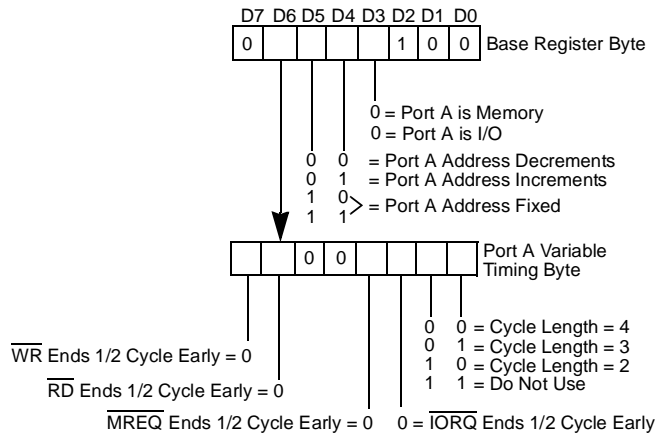 D7 D6 D5 D4 D3 D2 D1 D0
0 1 0 0 Base Register Byte
0 = Port A is Memory
0 = Port A is I/O
0 0 = Port A Address Decrements
0 1 = Port A Address Increments
1 0
1 1 > = Port A Address Fixed
0 0 Port A Variable
Timing Byte
0 0 = Cycle Length = 4
0 1 = Cycle Length = 3
1 0 = Cycle Length = 2
1 1 = Do Not Use
WR Ends 1/2 Cycle Early = 0
RD Ends 1/2 Cycle Early = 0
MREQ Ends 1/2 Cycle Early = 0 0 = IORQ Ends 1/2 Cycle Early